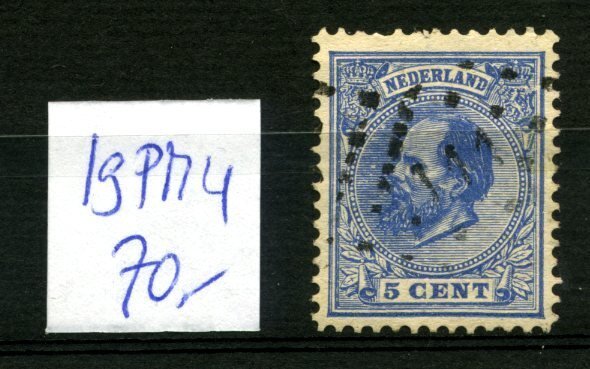 19PM4
70,-
NEDERLAND
5 CENT